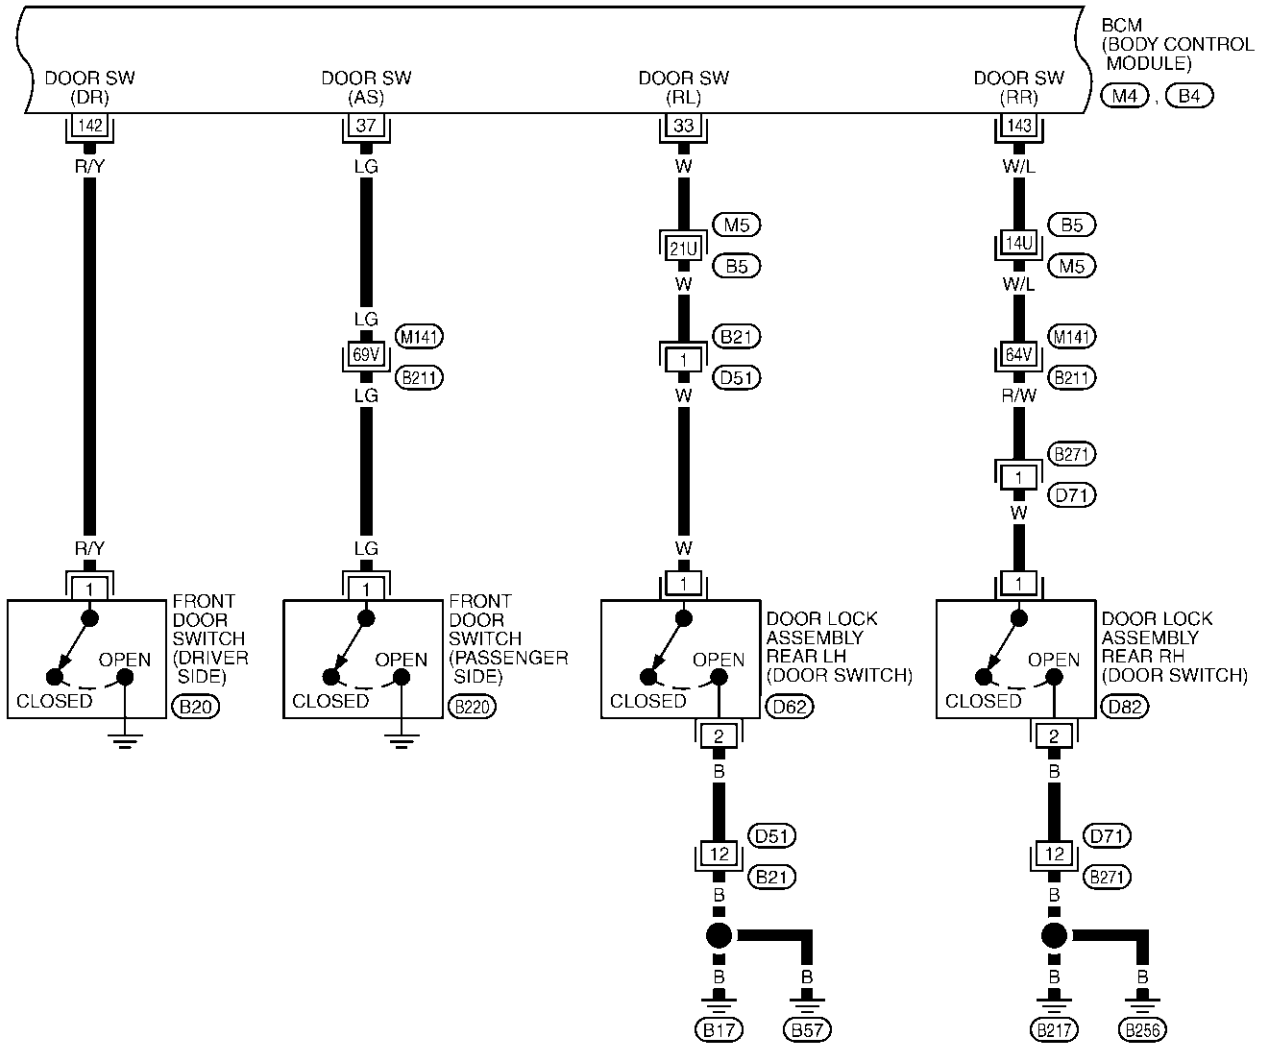 BCM
(BODY CONTROL
MODULE)
M4 , B4
DOOR SW
(DR)
DOOR SW
(AS)
DOOR SW
(RL)
DOOR SW
(RR)
142
37
33
143
R/Y
LG
W
W/L
M5
21U
B5
W
B5
14U
M5
W/L
LG
M141
69V
B211
LG
B21
1
D51
W
M141
64V
B211
R/W
B271
1
D71
W
R/Y
LG
W
1
1
1
1
OPEN
CLOSED
FRONT
DOOR
SWITCH
(DRIVER
SIDE)
B20
OPEN
CLOSED
FRONT
DOOR
SWITCH
(PASSENGER
SIDE)
B220
OPEN
CLOSED
DOOR LOCK
ASSEMBLY
REAR LH
(DOOR SWITCH)
D62
OPEN
CLOSED
DOOR LOCK
ASSEMBLY
REAR RH
(DOOR SWITCH)
D82
2
2
B
B
D51
12
B21
D71
12
B271
B
B
B
B
B
B
B17
B57
B217
B256